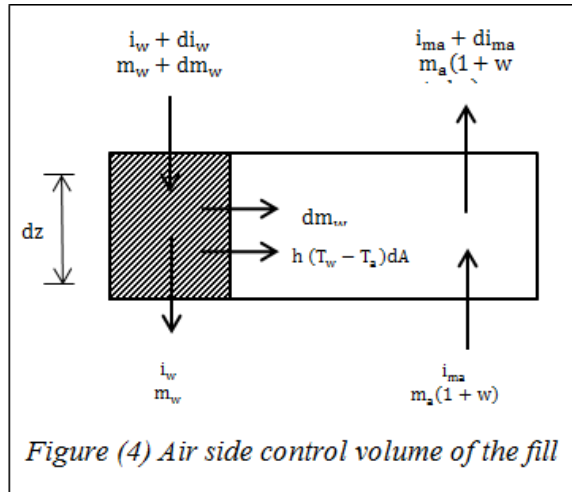 i_w + di_w
m_w + dm_w
i_ma + di_ma
m_a(1 + w
dz
dm_w
h (T_w − T_a)dA
i_w
m_w
i_ma
m_a(1 + w)
Figure (4) Air side control volume of the fill